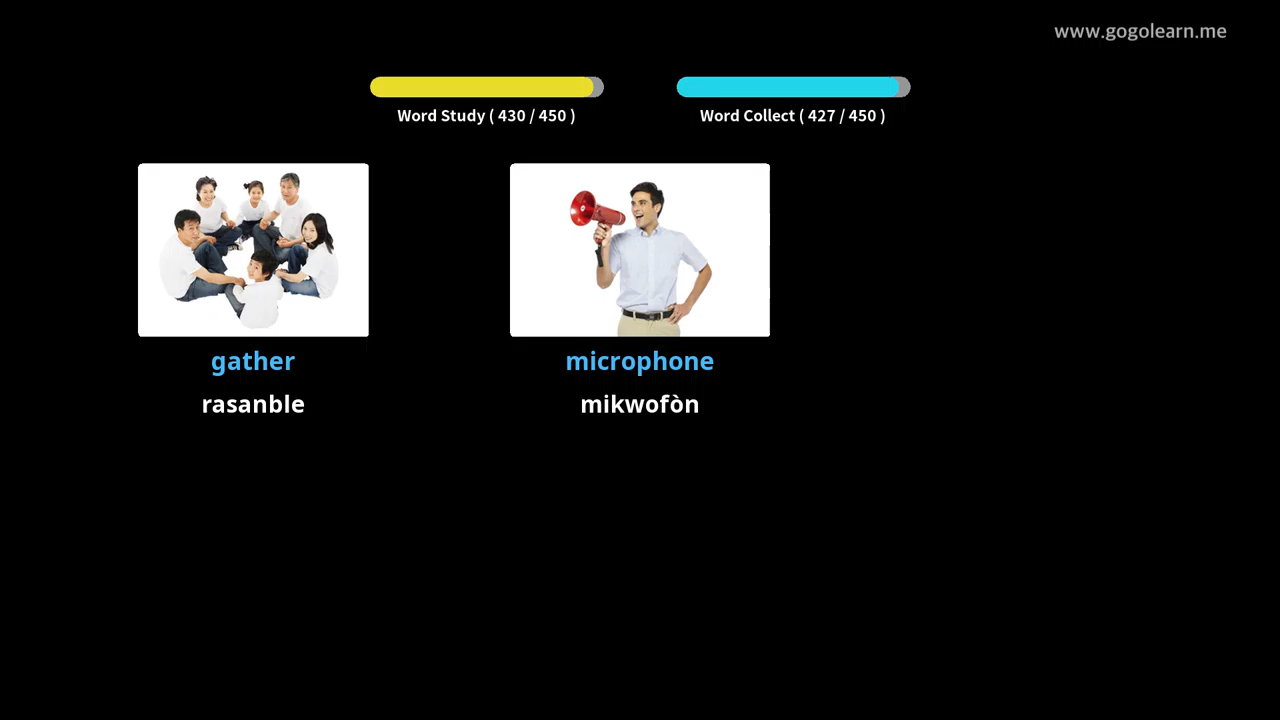 www.gogolearn.me
Word Study ( 430 / 450 )
Word Collect ( 427 / 450 )
gather
rasanble
microphone
mikwofòn